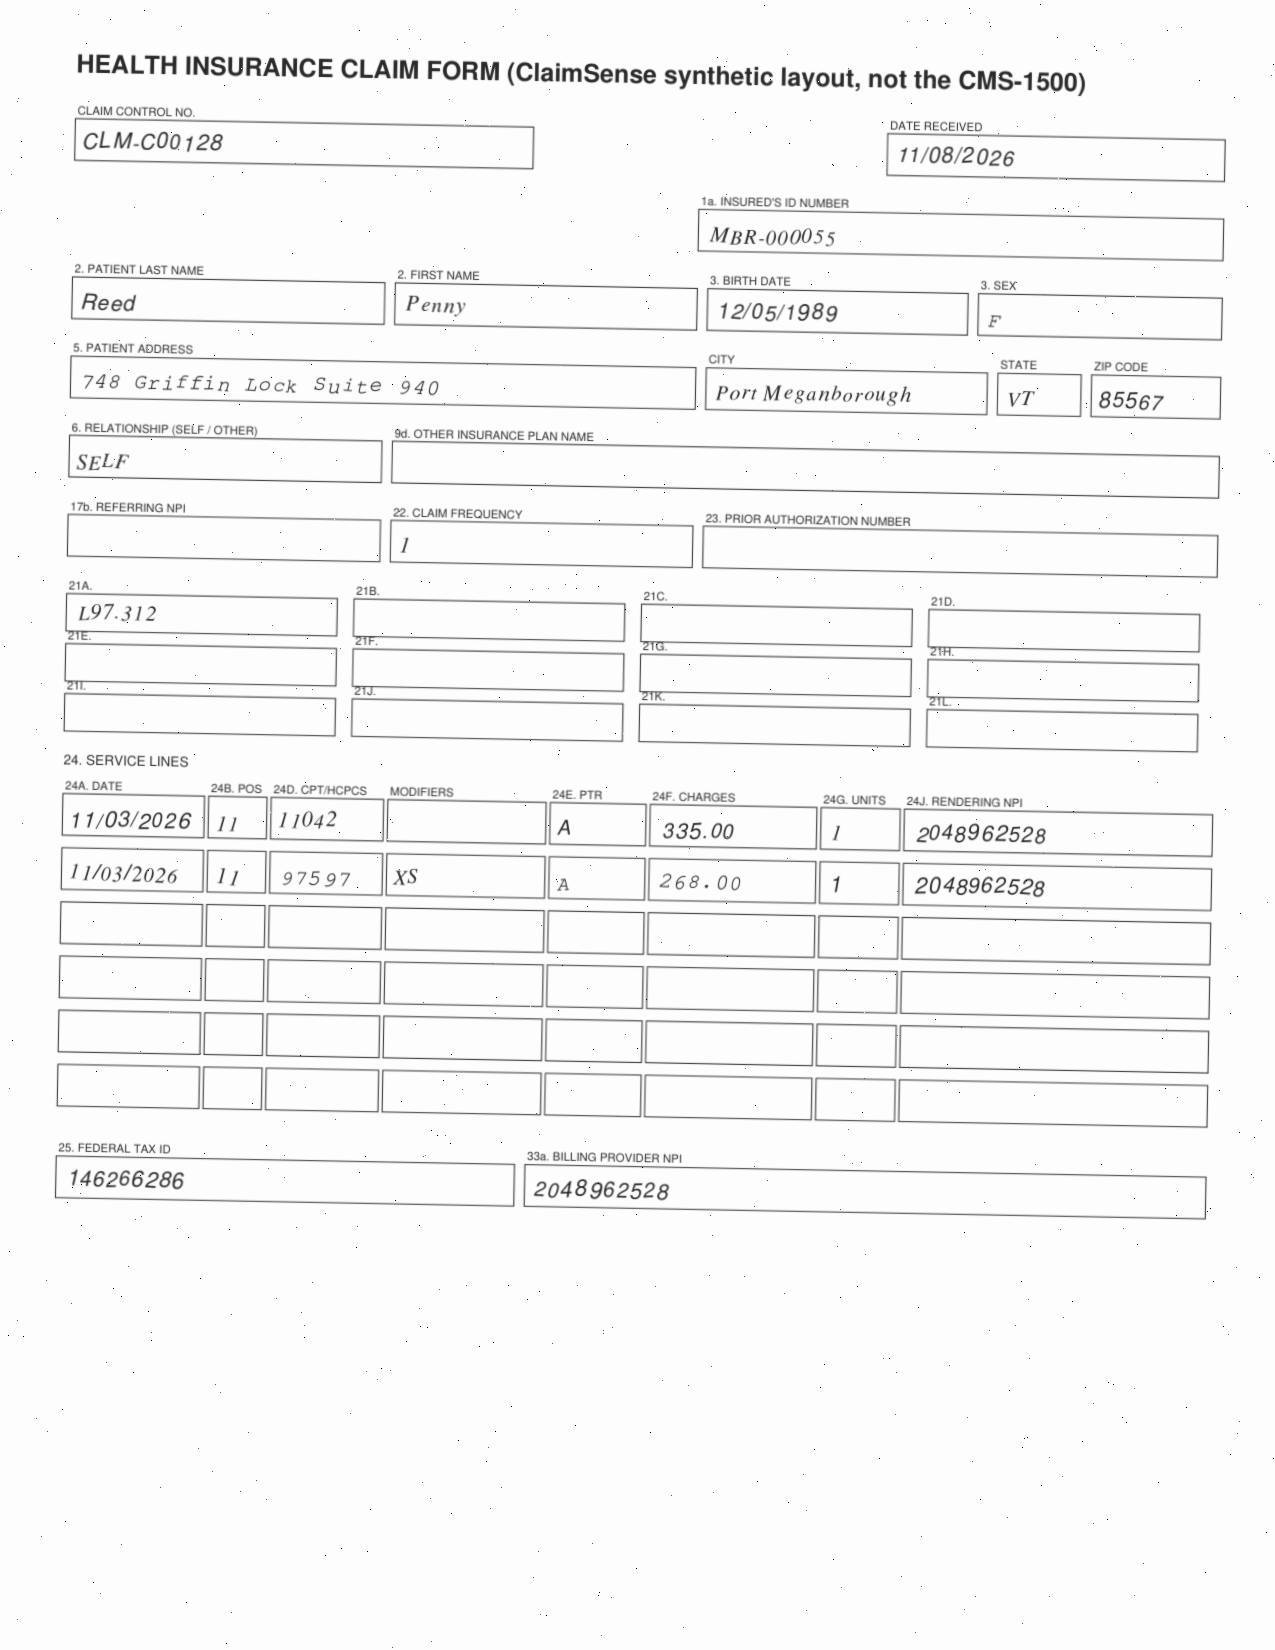 HEALTH INSURANCE CLAIM FORM (ClaimSense synthetic layout, not the CMS-1500)
CLAIM CONTROL NO. DATE RECEIVED
CLM-C00128 11/08/2026
1a. INSURED'S ID NUMBER
MBR-000055
2. PATIENT LAST NAME 2. FIRST NAME 3. BIRTH DATE 3. SEX
Reed Penny 12/05/1989 F
5. PATIENT ADDRESS CITY STATE ZIP CODE
748 Griffin Lock Suite 940 Port Meganborough VT 85567
6. RELATIONSHIP (SELF / OTHER) 9d. OTHER INSURANCE PLAN NAME
SELF
17b. REFERRING NPI 22. CLAIM FREQUENCY 23. PRIOR AUTHORIZATION NUMBER
1
21A. 21B. 21C. 21D.
L97.312
21E. 21F. 21G. 21H.
21I. 21J. 21K. 21L.
24. SERVICE LINES
24A. DATE 24B. POS 24D. CPT/HCPCS MODIFIERS 24E. PTR 24F. CHARGES 24G. UNITS 24J. RENDERING NPI
11/03/2026 11 11042 A 335.00 1 2048962528
11/03/2026 11 97597 XS A 268.00 1 2048962528
25. FEDERAL TAX ID 33a. BILLING PROVIDER NPI
146266286 2048962528